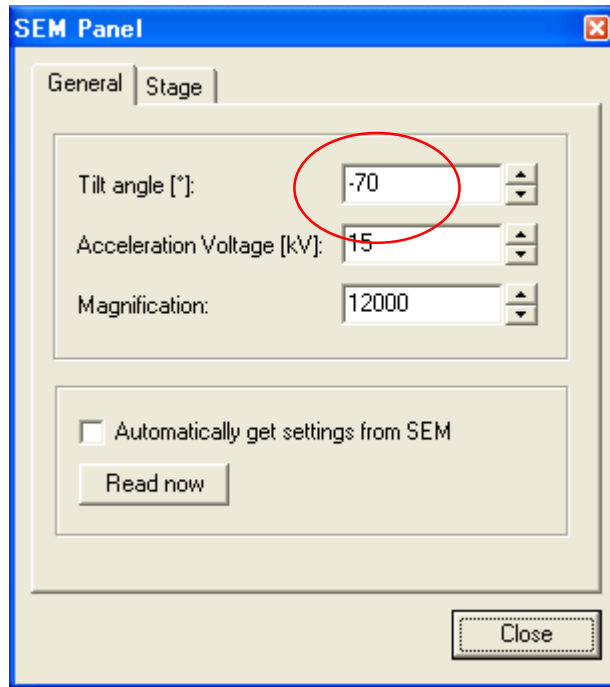 SEM Panel
General Stage
Tilt angle [°]: -70
Acceleration Voltage [kV]: 15
Magnification: 12000
Automatically get settings from SEM
Read now
Close